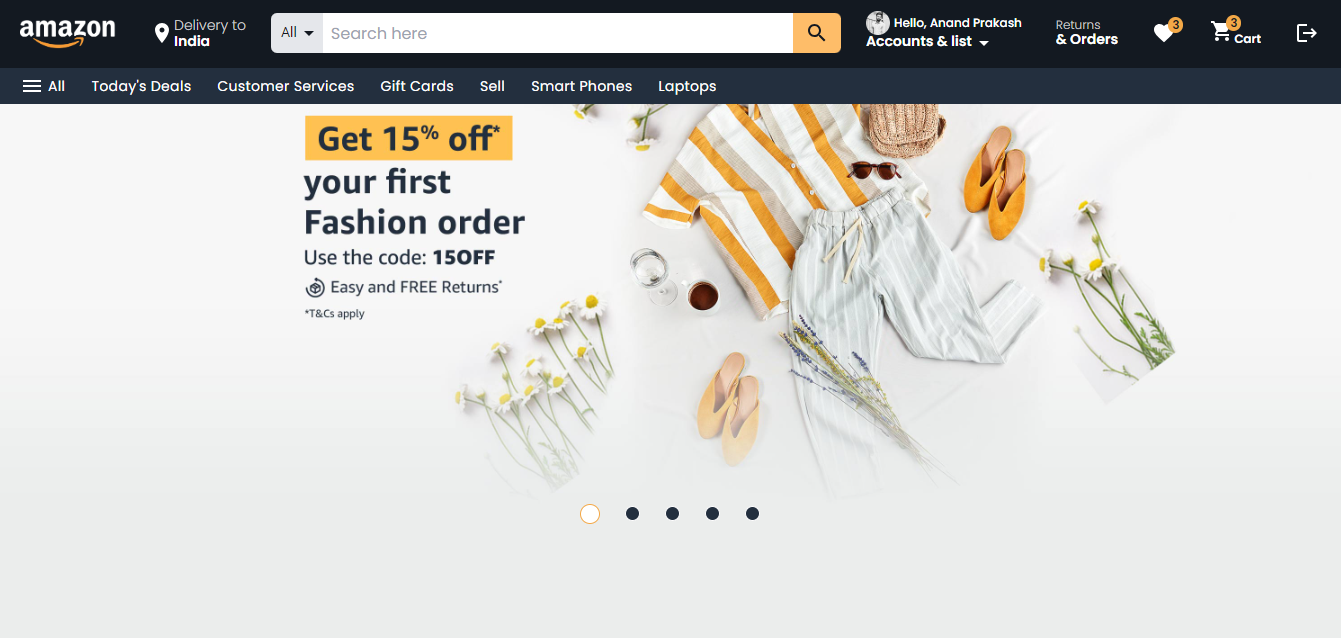 amazon
Delivery to
India
All
Search here
Hello, Anand Prakash
Accounts & list
Returns
& Orders
3
3
Cart
All
Today's Deals
Customer Services
Gift Cards
Sell
Smart Phones
Laptops
Get 15% off*
your first
Fashion order
Use the code: 15OFF
Easy and FREE Returns*
*T&Cs apply